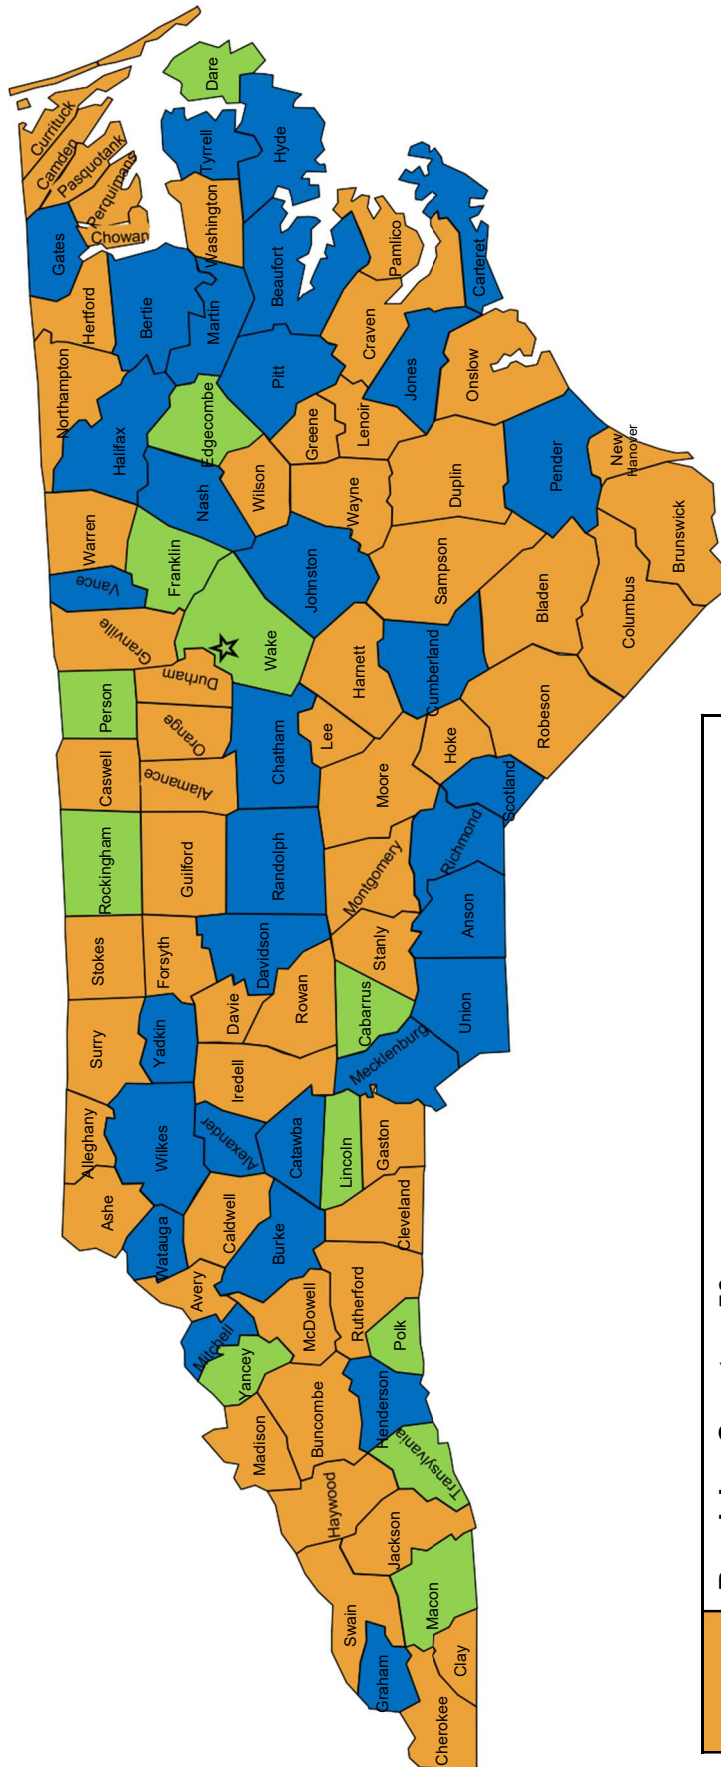 Ashe
Alleghany
Surry
Stokes
Rockingham
Caswell
Person
Granville
Vance
Warren
Northampton
Hertford
Gates
Currituck
Camden
Pasquotank
Perquimans
Chowan
Watauga
Wilkes
Yadkin
Forsyth
Guilford
Alamance
Orange
Durham
Franklin
Halifax
Bertie
Mitchell
Avery
Caldwell
Alexander
Iredell
Davie
Davidson
Randolph
Chatham
Wake
Nash
Edgecombe
Martin
Washington
Tyrrell
Dare
Madison
Yancey
McDowell
Burke
Catawba
Rowan
Lee
Johnston
Wilson
Pitt
Beaufort
Hyde
Swain
Haywood
Buncombe
Rutherford
Lincoln
Cabarrus
Stanly
Montgomery
Moore
Harnett
Wayne
Greene
Lenoir
Craven
Pamlico
Graham
Jackson
Henderson
Polk
Cleveland
Gaston
Mecklenburg
Cherokee
Clay
Macon
Transylvania
Union
Anson
Richmond
Scotland
Hoke
Cumberland
Sampson
Duplin
Jones
Onslow
Carteret
Robeson
Bladen
Pender
Columbus
Brunswick
New
Hanover